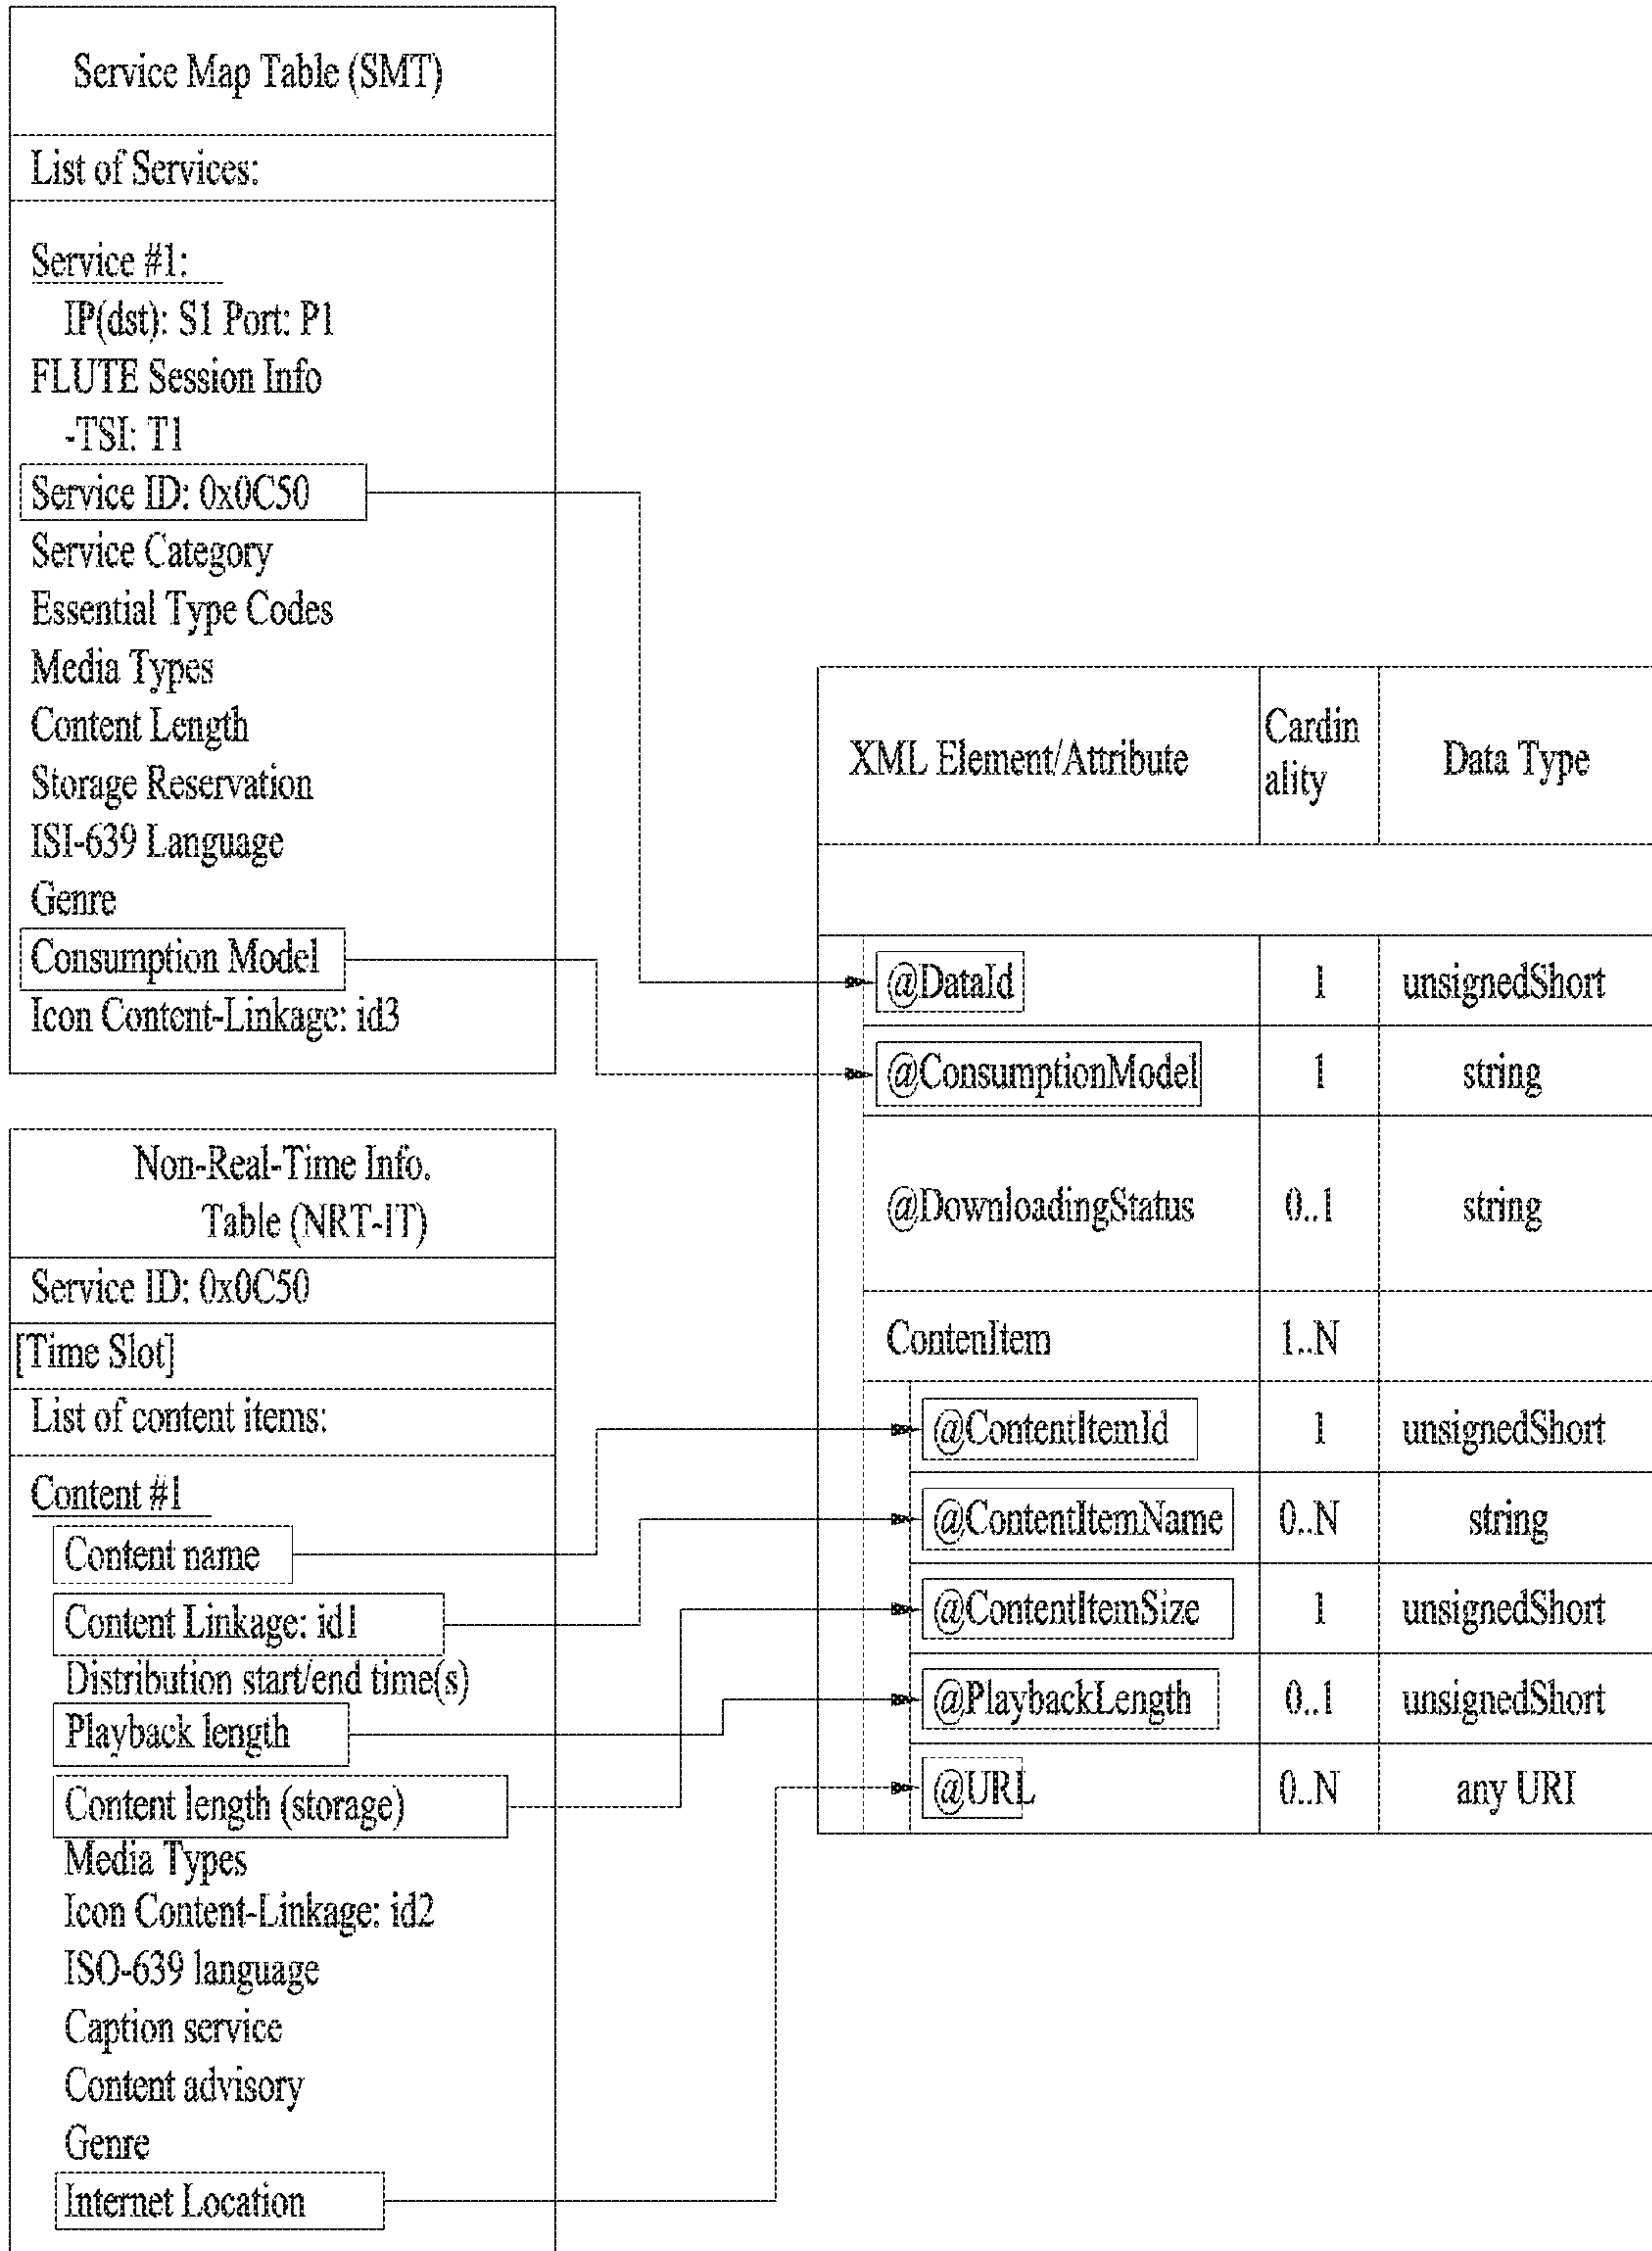 Service Map Table (SMT)
List of Services:
Service #1:
IP(dst): S1 Port: P1
FLUTE Session Info
-TSI: T1
Service ID: 0x0C50
Service Category
Essential Type Codes
Media Types
Content Length
Storage Reservation
ISI-639 Language
Genre
Consumption Model
Icon Content-Linkage: id3
Non-Real-Time Info.
Table (NRT-IT)
Service ID: 0x0C50
[Time Slot]
List of content items:
Content #1
Content name
Content Linkage: id1
Distribution start/end time(s)
Playback length
Content length (storage)
Media Types
Icon Content-Linkage: id2
ISO-639 language
Caption service
Content advisory
Genre
Internet Location
XML Element/Attribute Cardin Data Type
ality
@DataId 1 unsignedShort
@ConsumptionModel 1 string
@DownloadingStatus 0..1 string
ContenItem 1..N
@ContentItemId 1 unsignedShort
@ContentItemName 0..N string
@ContentItemSize 1 unsignedShort
@PlaybackLength 0..1 unsignedShort
@URL 0..N any URI